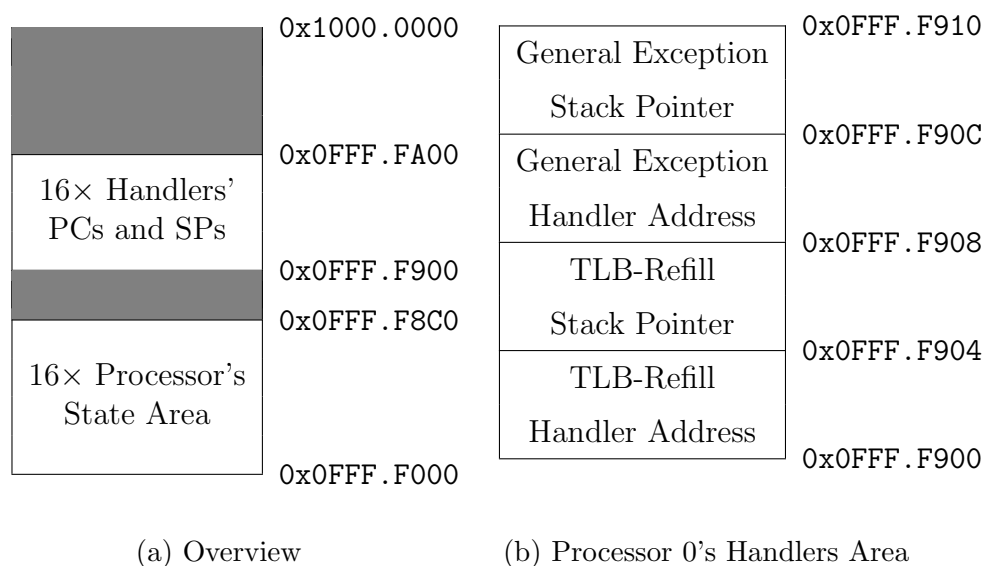 0x1000.0000
0x0FFF.FA00
16× Handlers'
PCs and SPs
0x0FFF.F900
0x0FFF.F8C0
16× Processor's
State Area
0x0FFF.F000
(a) Overview
0x0FFF.F910
General Exception
Stack Pointer
0x0FFF.F90C
General Exception
Handler Address
0x0FFF.F908
TLB-Refill
Stack Pointer
0x0FFF.F904
TLB-Refill
Handler Address
0x0FFF.F900
(b) Processor 0's Handlers Area